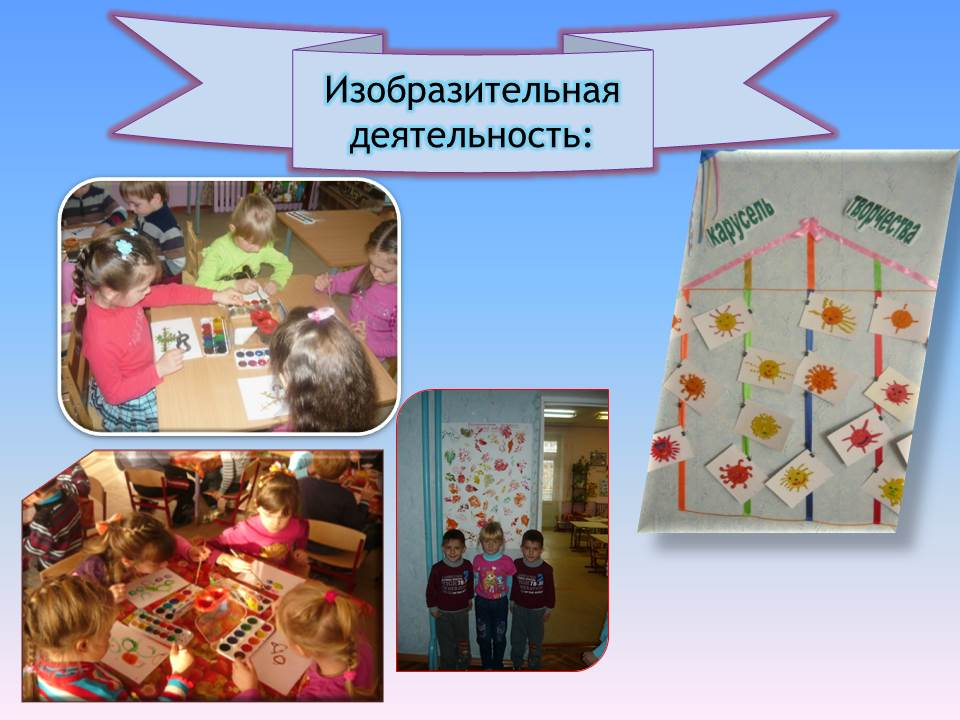 Изобразительная
деятельность:
карусель
творчества